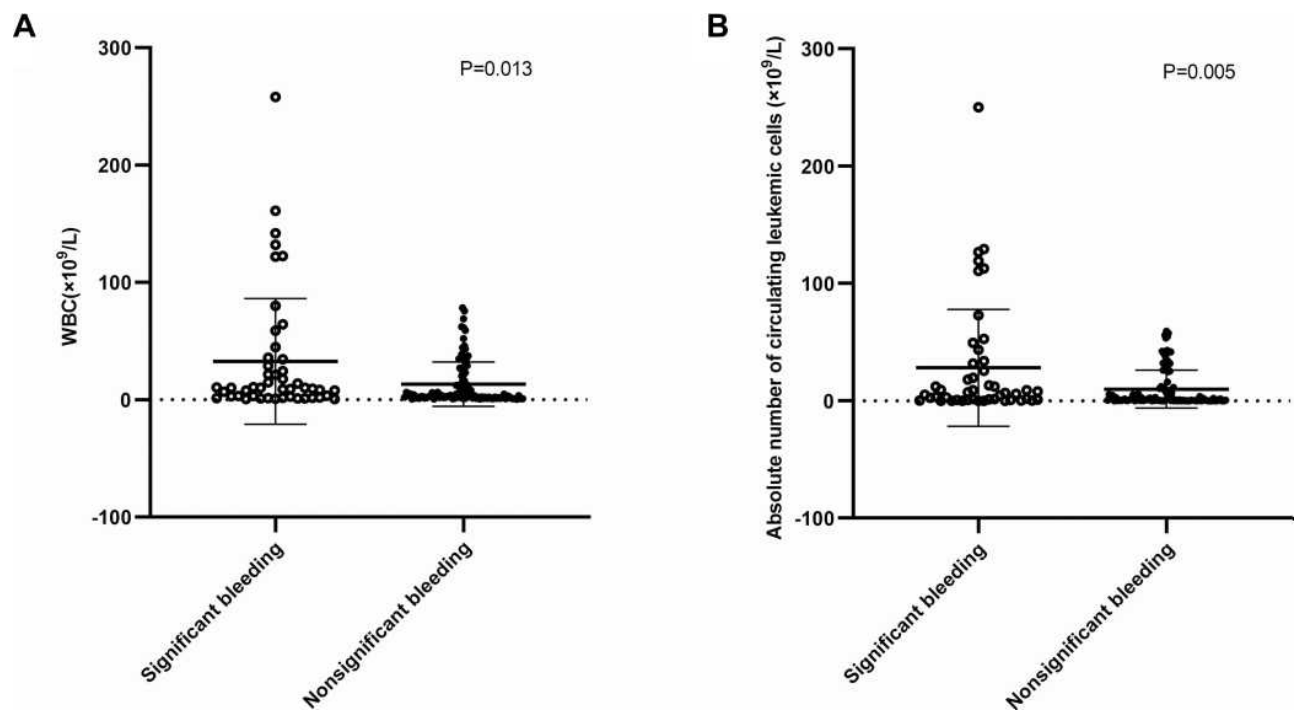 A
WBC(×10⁹/L)
300
200
100
0
-100
P=0.013
Significant bleeding
Nonsignificant bleeding
B
Absolute number of circulating leukemic cells (×10⁹/L)
300
200
100
0
-100
P=0.005
Significant bleeding
Nonsignificant bleeding